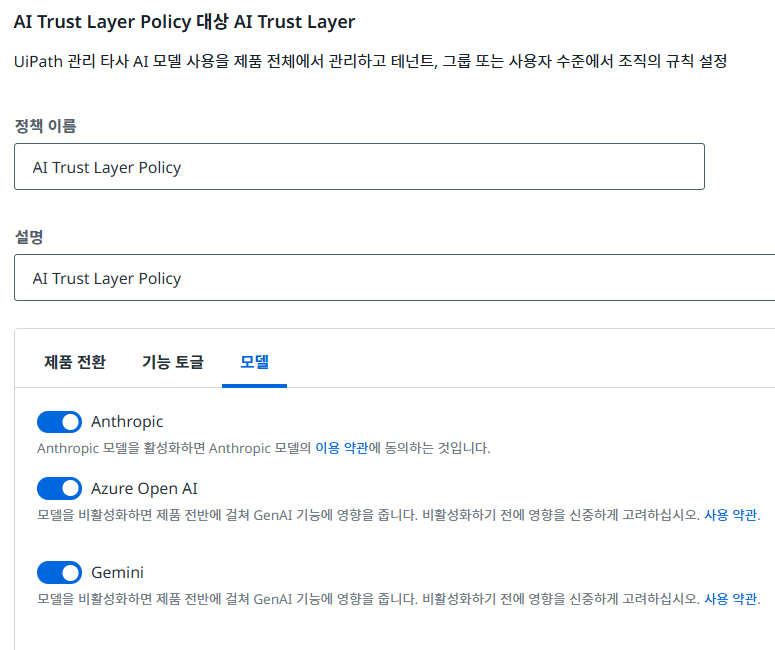 AI Trust Layer Policy 대상 AI Trust Layer
UiPath 관리 타사 AI 모델 사용을 제품 전체에서 관리하고 테넌트, 그룹 또는 사용자 수준에서 조직의 규칙 설정
정책 이름
AI Trust Layer Policy
설명
AI Trust Layer Policy
제품 전환 기능 토글 모델
Anthropic
Anthropic 모델을 활성화하면 Anthropic 모델의 이용 약관에 동의하는 것입니다.
Azure Open AI
모델을 비활성화하면 제품 전반에 걸쳐 GenAI 기능에 영향을 줍니다. 비활성화하기 전에 영향을 신중하게 고려하십시오. 사용 약관.
Gemini
모델을 비활성화하면 제품 전반에 걸쳐 GenAI 기능에 영향을 줍니다. 비활성화하기 전에 영향을 신중하게 고려하십시오. 사용 약관.